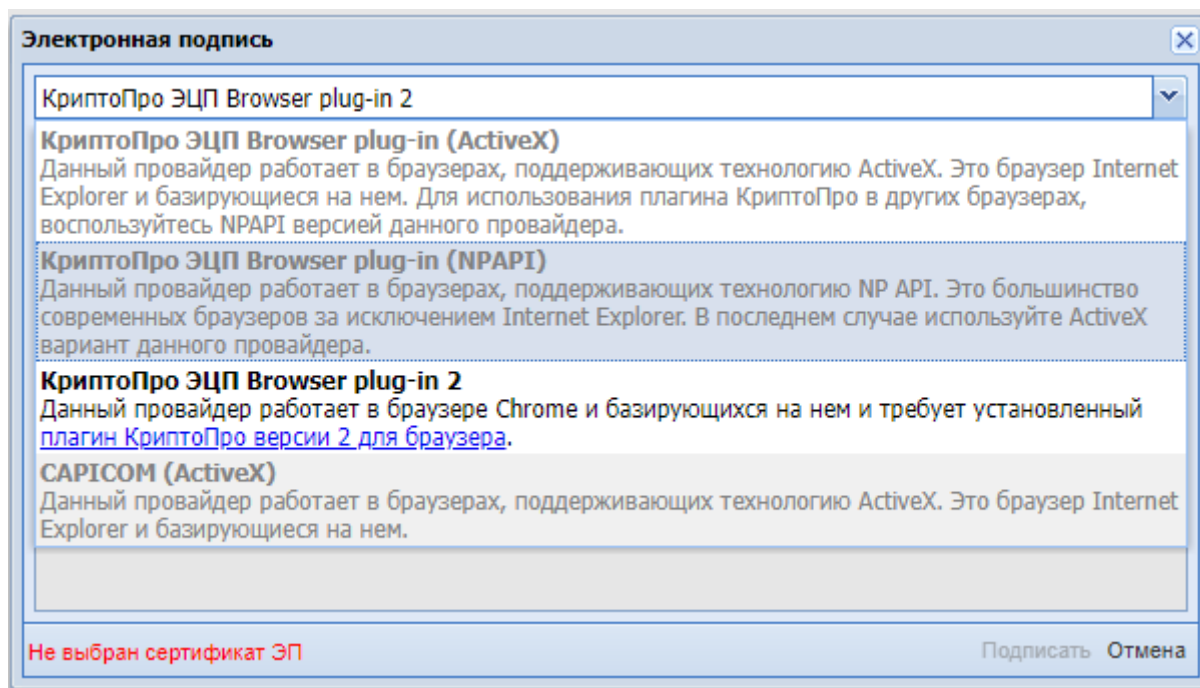 Электронная подпись
КриптоПро ЭЦП Browser plug-in 2
КриптоПро ЭЦП Browser plug-in (ActiveX)
Данный провайдер работает в браузерах, поддерживающих технологию ActiveX. Это браузер Internet
Explorer и базирующиеся на нем. Для использования плагина КриптоПро в других браузерах,
воспользуйтесь NPAPI версией данного провайдера.
КриптоПро ЭЦП Browser plug-in (NPAPI)
Данный провайдер работает в браузерах, поддерживающих технологию NP API. Это большинство
современных браузеров за исключением Internet Explorer. В последнем случае используйте ActiveX
вариант данного провайдера.
КриптоПро ЭЦП Browser plug-in 2
Данный провайдер работает в браузере Chrome и базирующихся на нем и требует установленный
плагин КриптоПро версии 2 для браузера.
CAPICOM (ActiveX)
Данный провайдер работает в браузерах, поддерживающих технологию ActiveX. Это браузер Internet
Explorer и базирующиеся на нем.
Не выбран сертификат ЭП
Подписать Отмена